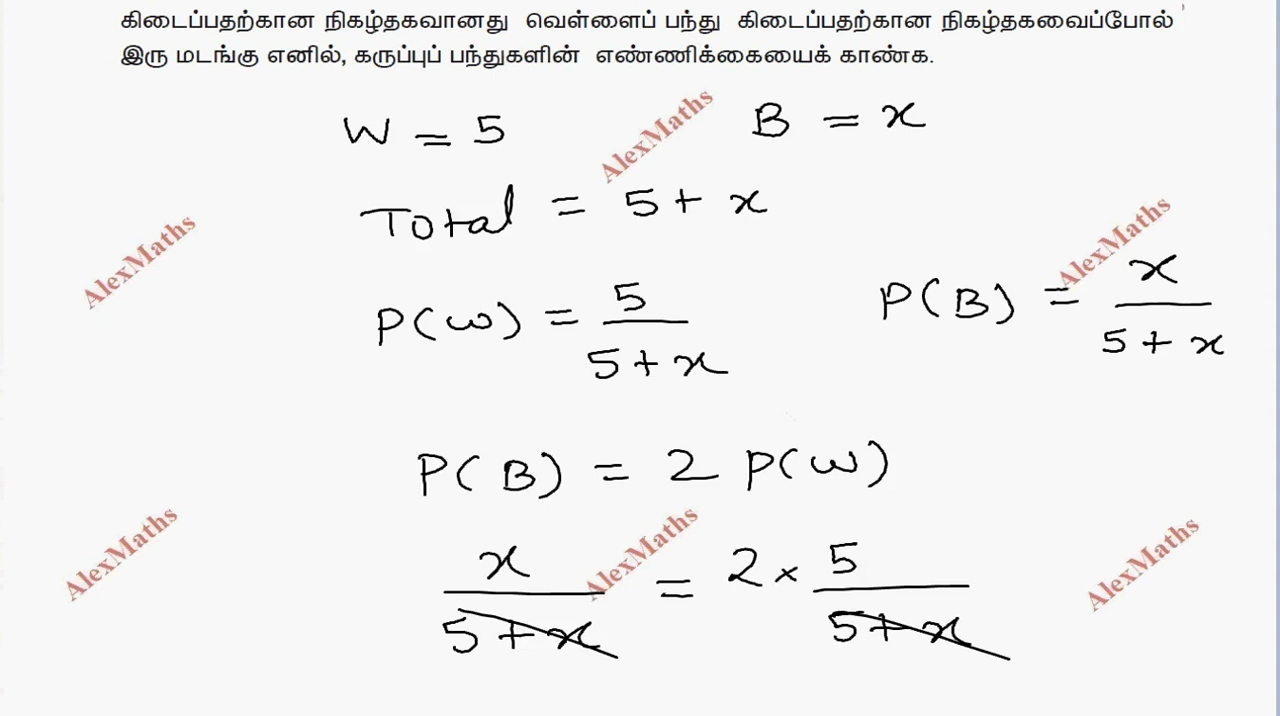 கிடைப்பதற்கான நிகழ்தகவானது வெள்ளைப் பந்து கிடைப்பதற்கான நிகழ்தகவைப்போல்
இரு மடங்கு எனில், கருப்புப் பந்துகளின் எண்ணிக்கையைக் காண்க.
W = 5 B = x
AlexMaths
Total = 5 + x
AlexMaths AlexMaths
P(W) = 5/(5+x) P(B) = x/(5+x)
P(B) = 2 P(W)
AlexMaths AlexMaths AlexMaths
x/(5+x) = 2 × 5/(5+x)